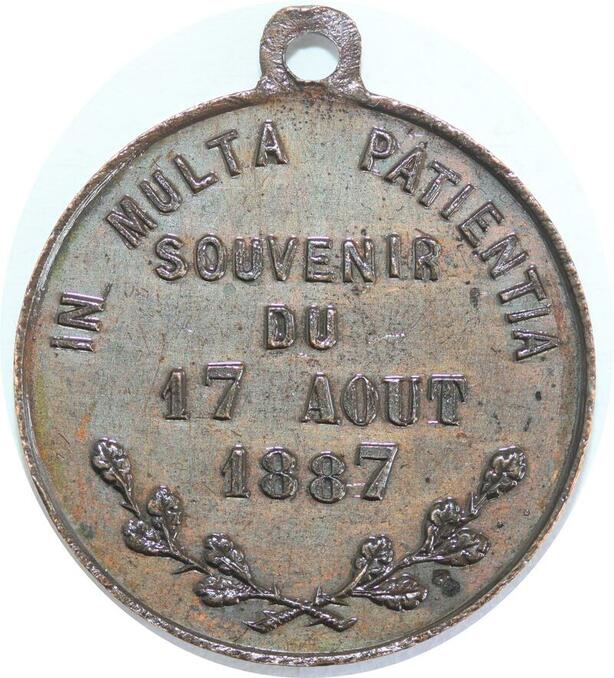 IN MULTA PATIENTIA
SOUVENIR
DU
17 AOUT
1887